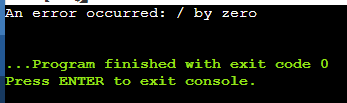 An error occurred: / by zero
...Program finished with exit code 0
Press ENTER to exit console.